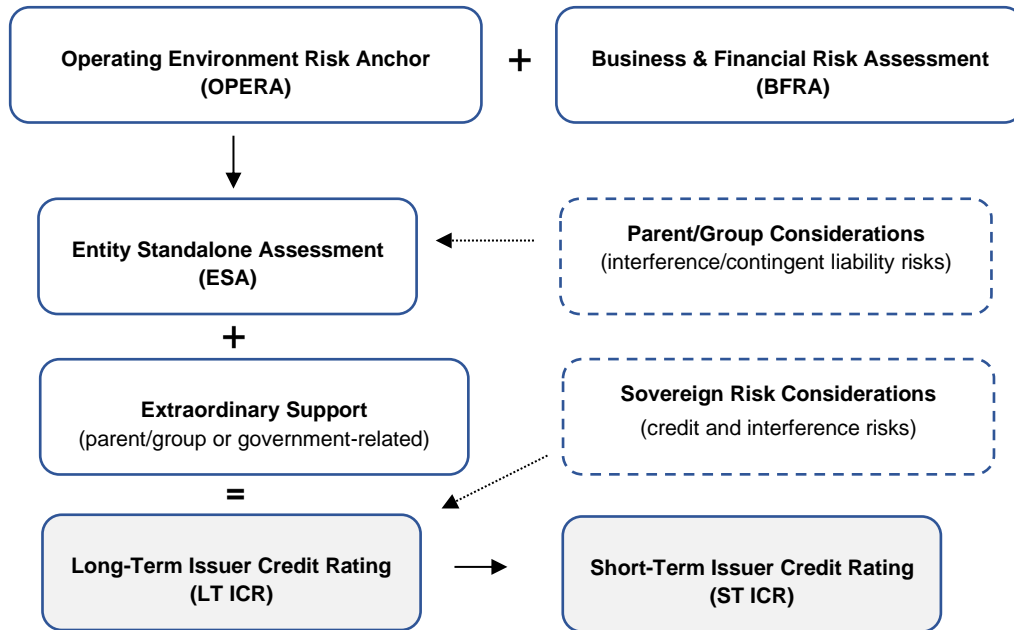 Operating Environment Risk Anchor
(OPERA)
+
Business & Financial Risk Assessment
(BFRA)
Entity Standalone Assessment
(ESA)
Parent/Group Considerations
(interference/contingent liability risks)
+
Extraordinary Support
(parent/group or government-related)
Sovereign Risk Considerations
(credit and interference risks)
=
Long-Term Issuer Credit Rating
(LT ICR)
Short-Term Issuer Credit Rating
(ST ICR)